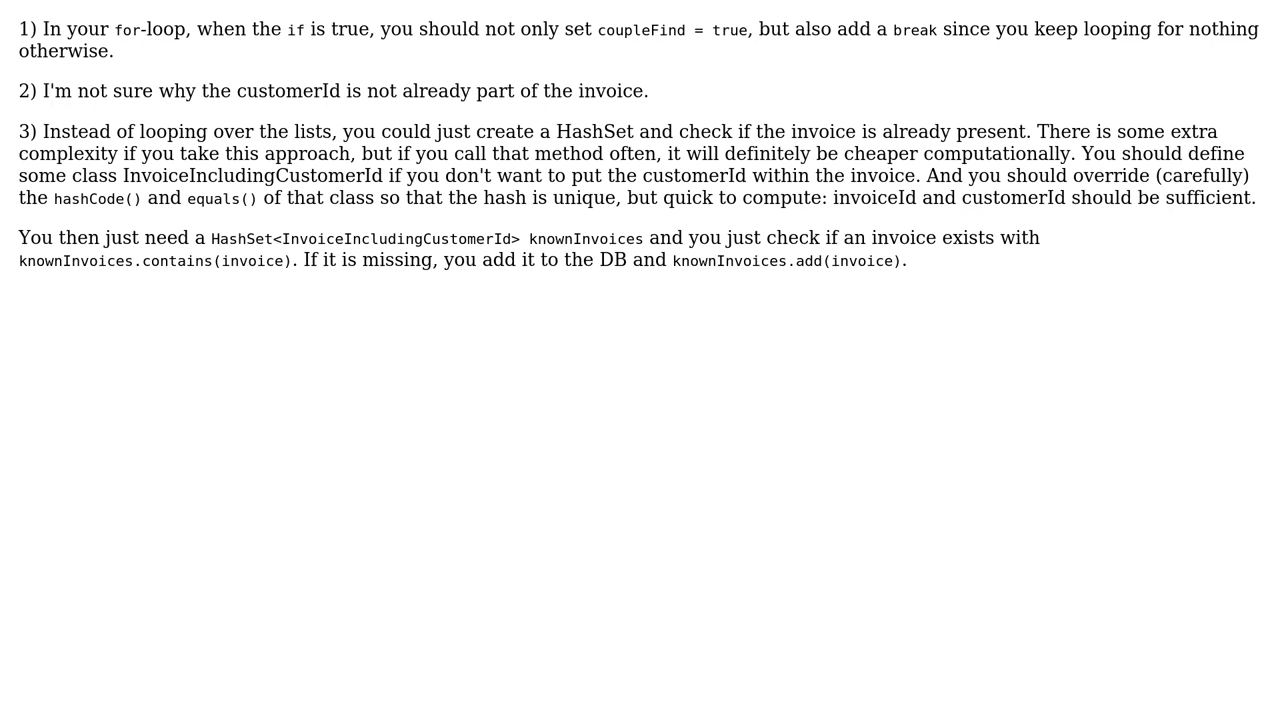 1) In your for-loop, when the if is true, you should not only set coupleFind = true, but also add a break since you keep looping for nothing
otherwise.
2) I'm not sure why the customerId is not already part of the invoice.
3) Instead of looping over the lists, you could just create a HashSet and check if the invoice is already present. There is some extra
complexity if you take this approach, but if you call that method often, it will definitely be cheaper computationally. You should define
some class InvoiceIncludingCustomerId if you don't want to put the customerId within the invoice. And you should override (carefully)
the hashCode() and equals() of that class so that the hash is unique, but quick to compute: invoiceId and customerId should be sufficient.
You then just need a HashSet<InvoiceIncludingCustomerId> knownInvoices and you just check if an invoice exists with
knownInvoices.contains(invoice). If it is missing, you add it to the DB and knownInvoices.add(invoice).